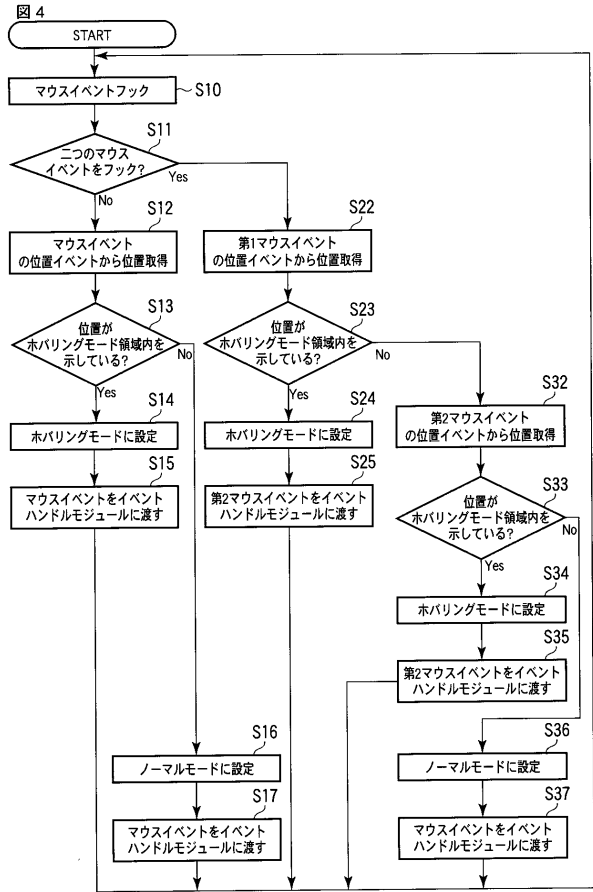 図4
START
マウスイベントフック
S10
S11
二つのマウス
イベントをフック?
Yes
No
S12
マウスイベント
の位置イベントから位置取得
S22
第1マウスイベント
の位置イベントから位置取得
S13
位置が
ホバリングモード領域内を
示している?
No
Yes
S23
位置が
ホバリングモード領域内を
示している?
No
Yes
S14
ホバリングモードに設定
S24
ホバリングモードに設定
S32
第2マウスイベント
の位置イベントから位置取得
S15
マウスイベントをイベント
ハンドルモジュールに渡す
S25
第2マウスイベントをイベント
ハンドルモジュールに渡す
S33
位置が
ホバリングモード領域内を
示している?
No
Yes
S34
ホバリングモードに設定
S35
第2マウスイベントをイベント
ハンドルモジュールに渡す
S16
ノーマルモードに設定
S36
ノーマルモードに設定
S17
マウスイベントをイベント
ハンドルモジュールに渡す
S37
マウスイベントをイベント
ハンドルモジュールに渡す